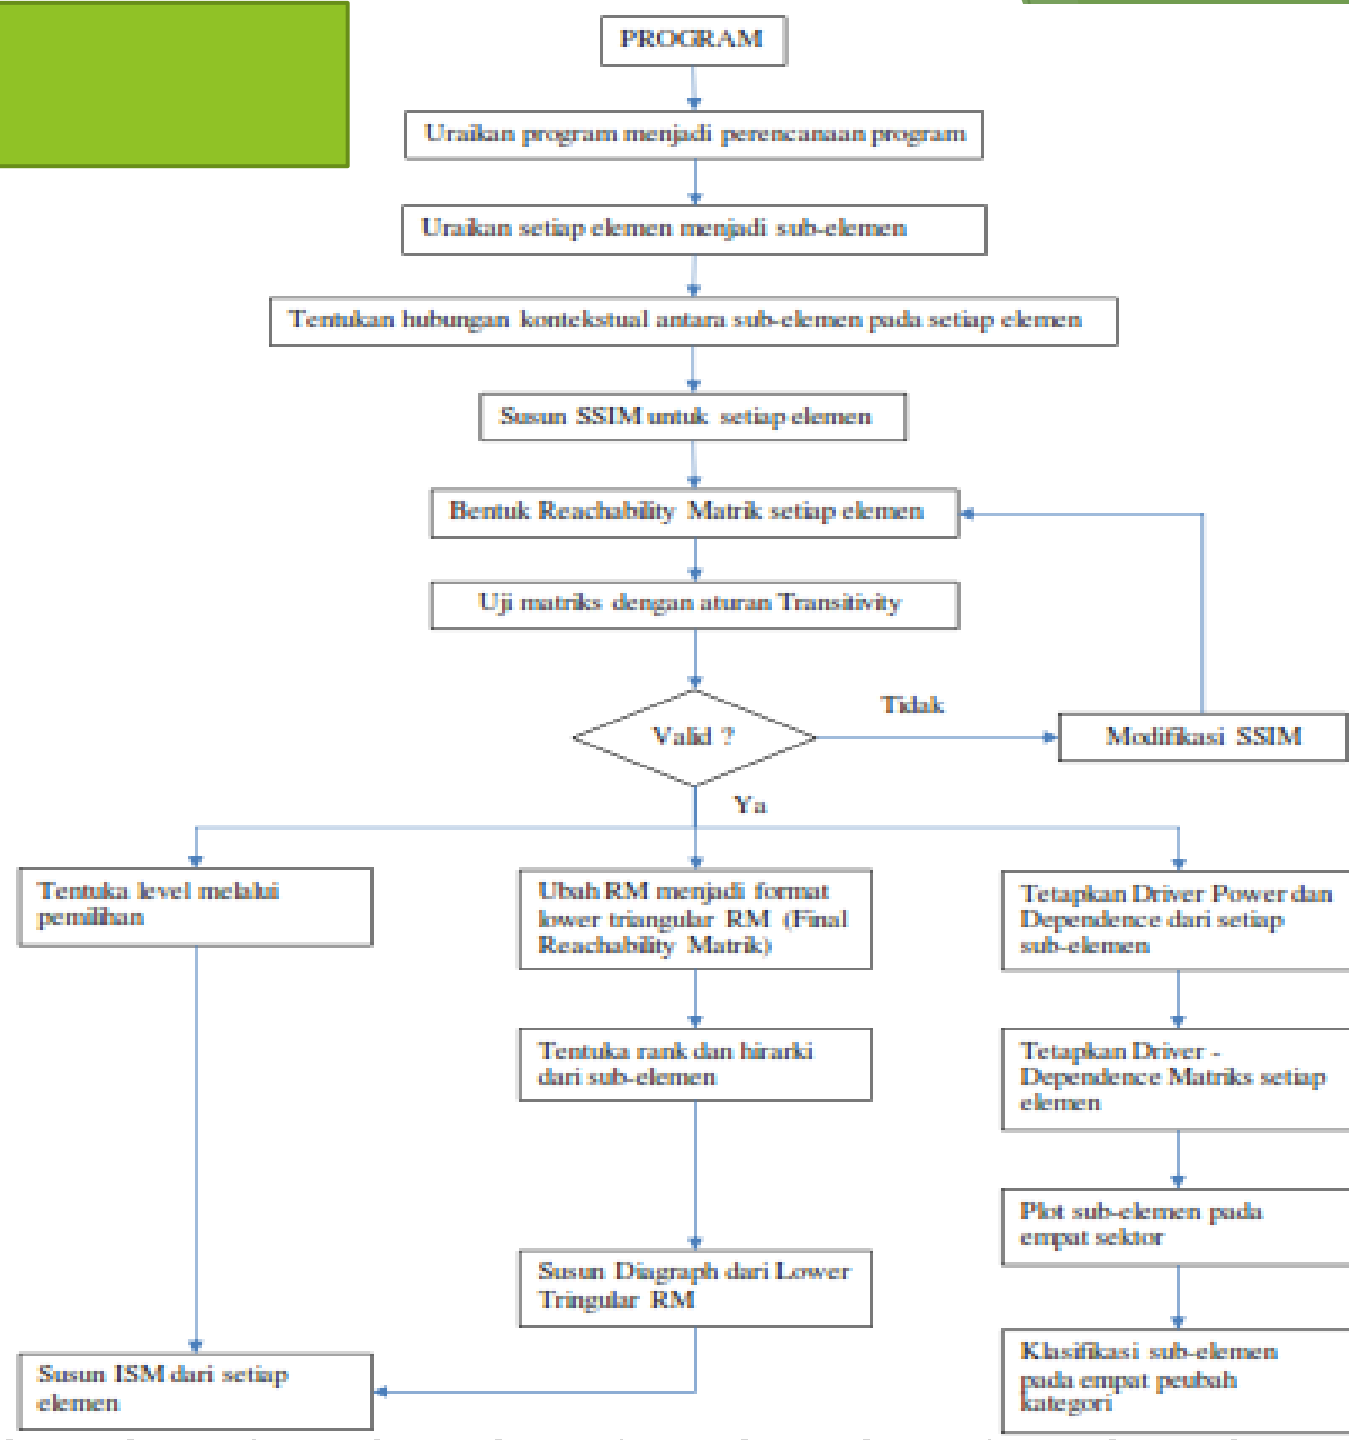 PROGRAM
Uraikan program menjadi perencanaan program
Uraikan setiap elemen menjadi sub-elemen
Tentukan hubungan kontekstual antara sub-elemen pada setiap elemen
Susun SSIM untuk setiap elemen
Bentuk Reachability Matrik setiap elemen
Uji matriks dengan aturan Transitivity
Valid ?
Tidak
Modifikasi SSIM
Ya
Tentuka level melalui
pemilihan
Ubah RM menjadi format
lower triangular RM (Final
Reachability Matrik)
Tetapkan Driver Power dan
Dependence dari setiap
sub-elemen
Tentuka rank dan hirarki
dari sub-elemen
Tetapkan Driver -
Dependence Matriks setiap
elemen
Plot sub-elemen pada
empat sektor
Susun Diagraph dari Lower
Tringular RM
Susun ISM dari setiap
elemen
Klasifikasi sub-elemen
pada empat peubah
kategori